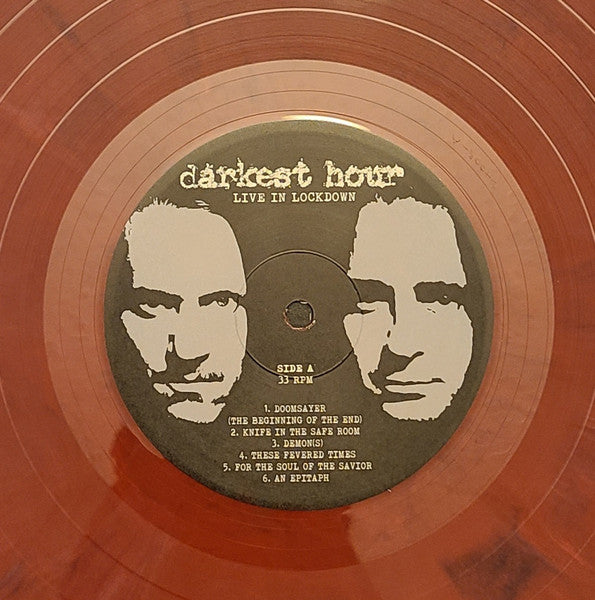 darkest hour
LIVE IN LOCKDOWN
SIDE A
33 RPM
1. DOOMSAYER
(THE BEGINNING OF THE END)
2. KNIFE IN THE SAFE ROOM
3. DEMON(S)
4. THESE FEVERED TIMES
5. FOR THE SOUL OF THE SAVIOR
6. AN EPITAPH